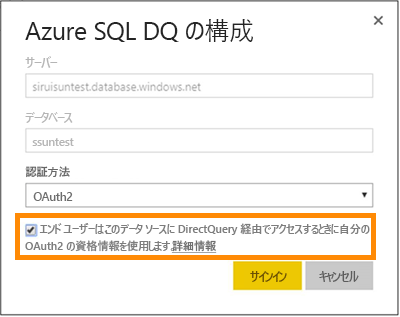 Azure SQL DQ の構成
サーバー
siruisuntest.database.windows.net
データベース
ssuntest
認証方法
OAuth2
エンド ユーザーはこのデータ ソースに DirectQuery 経由でアクセスするときに自分の
OAuth2 の資格情報を使用します。詳細情報
サインイン
キャンセル